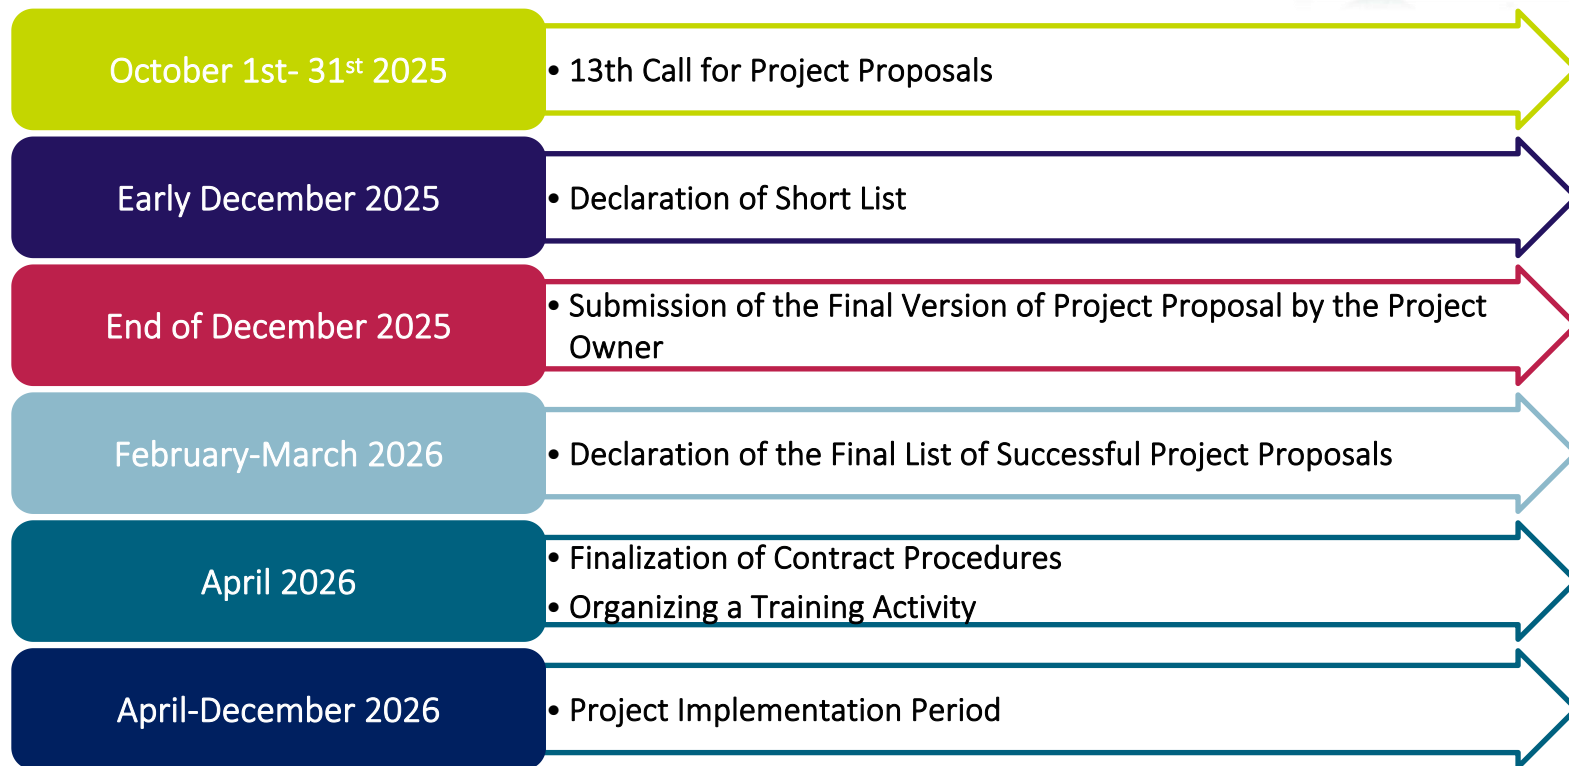 October 1st- 31st 2025
• 13th Call for Project Proposals
Early December 2025
• Declaration of Short List
End of December 2025
• Submission of the Final Version of Project Proposal by the Project
Owner
February-March 2026
• Declaration of the Final List of Successful Project Proposals
April 2026
• Finalization of Contract Procedures
• Organizing a Training Activity
April-December 2026
• Project Implementation Period